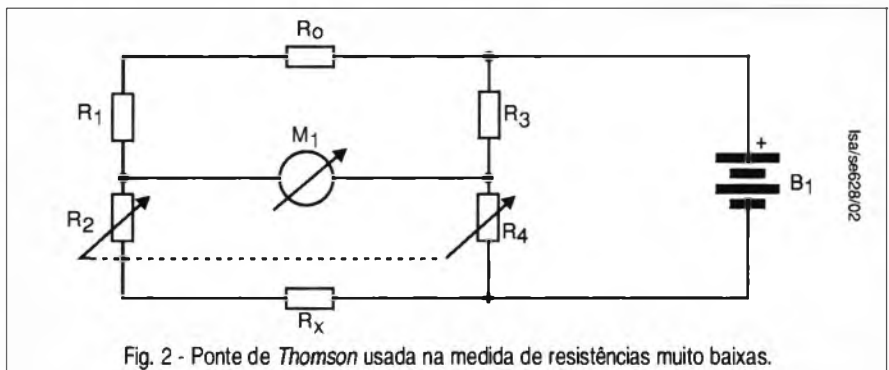 R₀
R₁
R₃
M₁
+
B₁
R₂
R₄
Rₓ
lsa/se628/02
Fig. 2 - Ponte de Thomson usada na medida de resistências muito baixas.